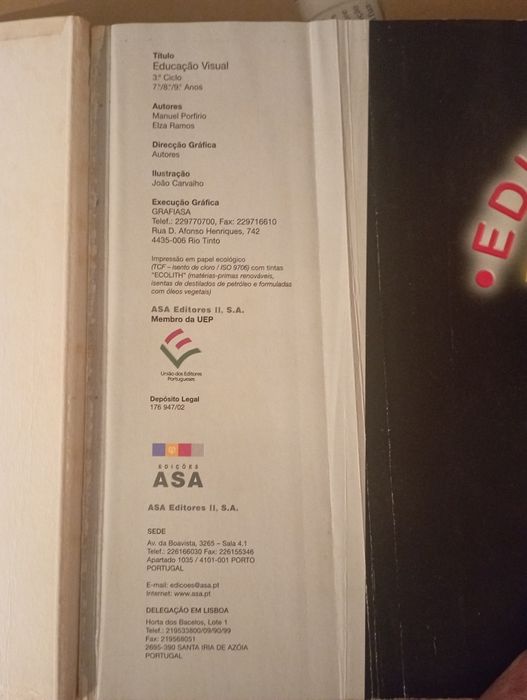 Título
Educação Visual
3.º Ciclo
7.º/8.º/9.º Anos
Autores
Manuel Porfírio
Elza Ramos
Direcção Gráfica
Autores
Ilustração
João Carvalho
Execução Gráfica
GRAFIASA
Telef.: 229770700, Fax: 229716610
Rua D. Afonso Henriques, 742
4435-006 Rio Tinto
Impressão em papel ecológico
(TCF – isento de cloro / ISO 9706) com tintas
"ECOLITH" (matérias-primas renováveis,
isentas de destilados de petróleo e formuladas
com óleos vegetais)
ASA Editores II, S.A.
Membro da UEP
União dos Editores
Portugueses
Depósito Legal
176 947/02
EDIÇÕES
ASA
ASA Editores II, S.A.
SEDE
Av. da Boavista, 3265 – Sala 4.1
Telef.: 226166030 Fax: 226155346
Apartado 1035 / 4101-001 PORTO
PORTUGAL
E-mail: edicoes@asa.pt
Internet: www.asa.pt
DELEGAÇÃO EM LISBOA
Horta dos Bacelos, Lote 1
Telef.: 219533800/09/90/99
Fax: 219568051
2695-390 SANTA IRIA DE AZÓIA
PORTUGAL
•ED